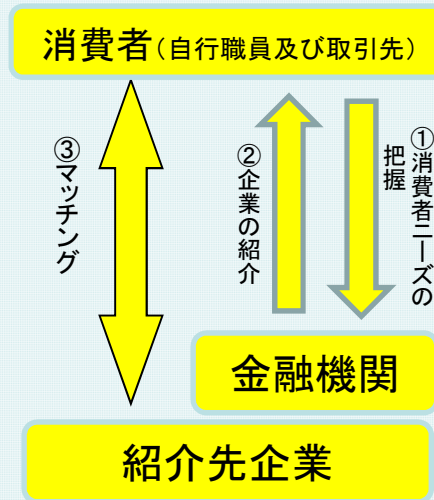 消費者(自行職員及び取引先)
①消費者ニーズの
把握
②企業の紹介
③マッチング
金融機関
紹介先企業